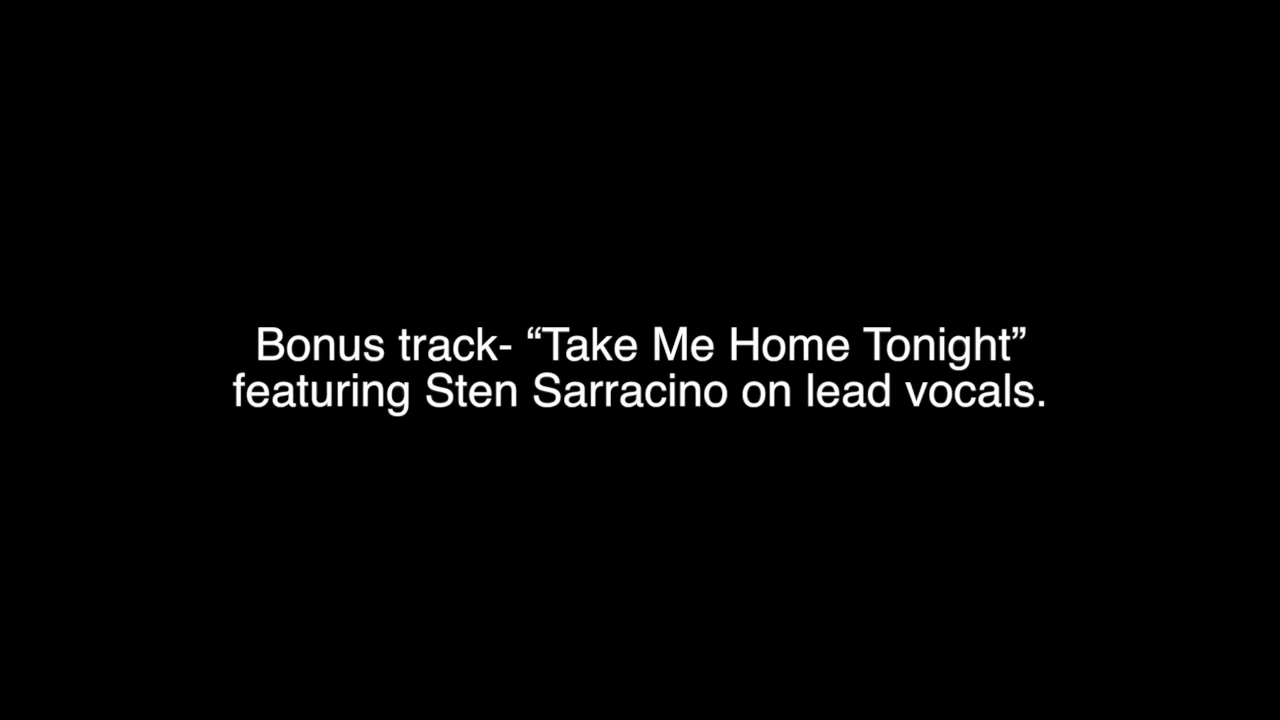 Bonus track- “Take Me Home Tonight”
featuring Sten Sarracino on lead vocals.